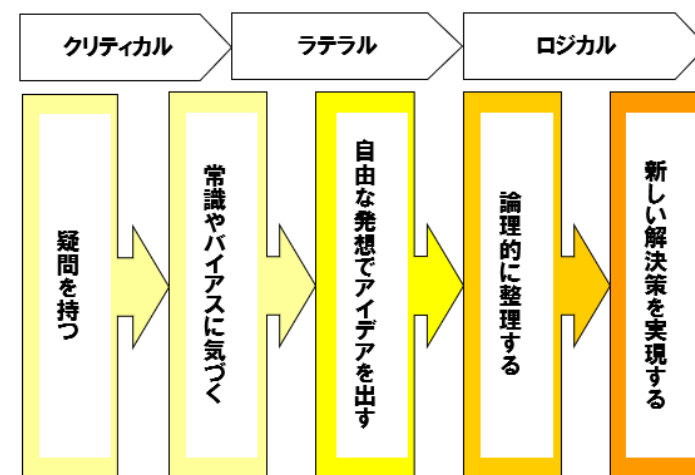 クリティカル
ラテラル
ロジカル
疑問を持つ
常識やバイアスに気づく
自由な発想でアイデアを出す
論理的に整理する
新しい解決策を実現する